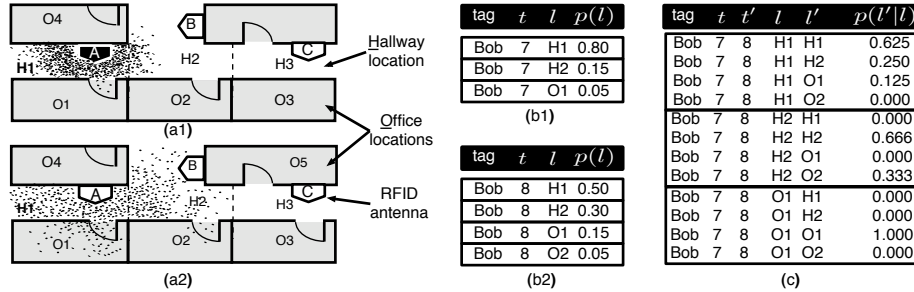 O4
B
A
C
H1
H2
H3
O1
O2
O3
(a1)
Hallway
location
Office
locations
O4
B
O5
A
C
H1
H2
H3
O1
O2
O3
(a2)
RFID
antenna
tag t l p(l)
Bob 7 H1 0.80
Bob 7 H2 0.15
Bob 7 O1 0.05
(b1)
tag t l p(l)
Bob 8 H1 0.50
Bob 8 H2 0.30
Bob 8 O1 0.15
Bob 8 O2 0.05
(b2)
tag t t′ l l′ p(l′|l)
Bob 7 8 H1 H1 0.625
Bob 7 8 H1 H2 0.250
Bob 7 8 H1 O1 0.125
Bob 7 8 H1 O2 0.000
Bob 7 8 H2 H1 0.000
Bob 7 8 H2 H2 0.666
Bob 7 8 H2 O1 0.000
Bob 7 8 H2 O2 0.333
Bob 7 8 O1 H1 0.000
Bob 7 8 O1 H2 0.000
Bob 7 8 O1 O1 1.000
Bob 7 8 O1 O2 0.000
(c)